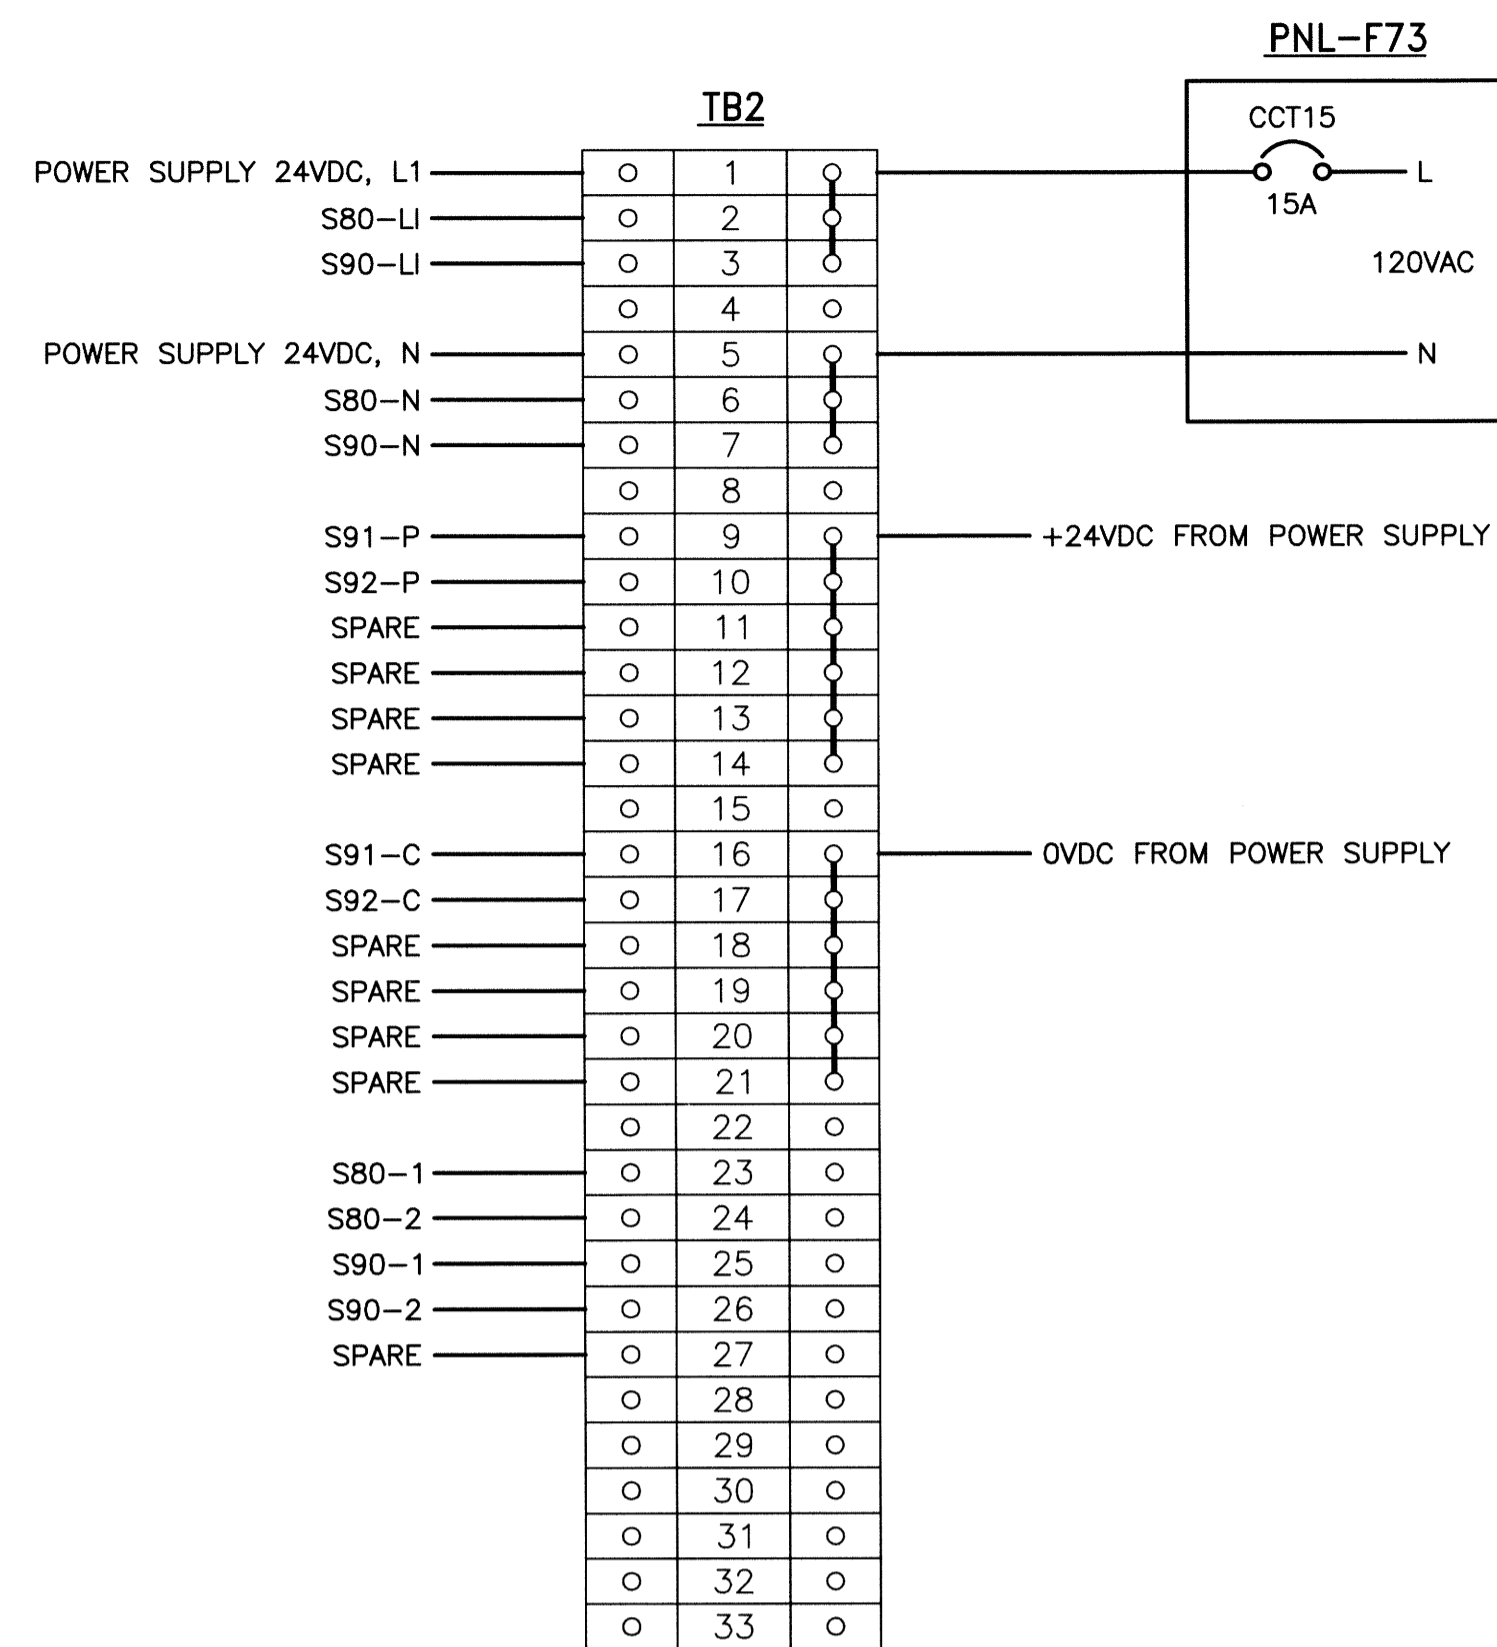 PNL-F73
TB2
CCT15
POWER SUPPLY 24VDC, L1 1 L
15A
S80-LI 2
S90-LI 3 120VAC
4
POWER SUPPLY 24VDC, N 5 N
S80-N 6
S90-N 7
8
S91-P 9 +24VDC FROM POWER SUPPLY
S92-P 10
SPARE 11
SPARE 12
SPARE 13
SPARE 14
15
S91-C 16 0VDC FROM POWER SUPPLY
S92-C 17
SPARE 18
SPARE 19
SPARE 20
SPARE 21
22
S80-1 23
S80-2 24
S90-1 25
S90-2 26
SPARE 27
28
29
30
31
32
33